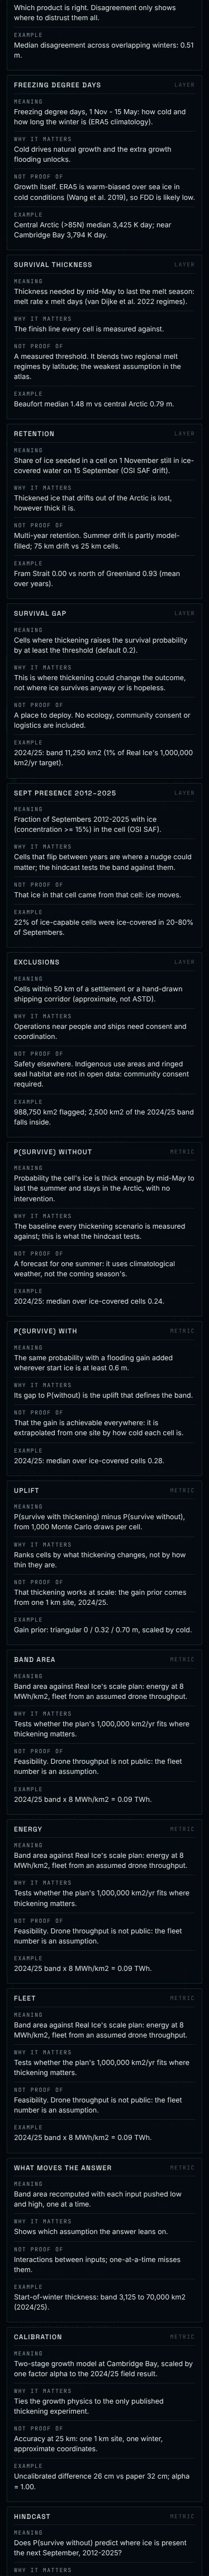 Which product is right. Disagreement only shows
where to distrust them all.
EXAMPLE
Median disagreement across overlapping winters: 0.51
m.
FREEZING DEGREE DAYS LAYER
MEANING
Freezing degree days, 1 Nov - 15 May: how cold and
how long the winter is (ERA5 climatology).
WHY IT MATTERS
Cold drives natural growth and the extra growth
flooding unlocks.
NOT PROOF OF
Growth itself. ERA5 is warm-biased over sea ice in
cold conditions (Wang et al. 2019), so FDD is likely low.
EXAMPLE
Central Arctic (>85N) median 3,425 K day; near
Cambridge Bay 3,794 K day.
SURVIVAL THICKNESS LAYER
MEANING
Thickness needed by mid-May to last the melt season:
melt rate x melt days (van Dijke et al. 2022 regimes).
WHY IT MATTERS
The finish line every cell is measured against.
NOT PROOF OF
A measured threshold. It blends two regional melt
regimes by latitude; the weakest assumption in the
atlas.
EXAMPLE
Beaufort median 1.48 m vs central Arctic 0.79 m.
RETENTION LAYER
MEANING
Share of ice seeded in a cell on 1 November still in ice-
covered water on 15 September (OSI SAF drift).
WHY IT MATTERS
Thickened ice that drifts out of the Arctic is lost,
however thick it is.
NOT PROOF OF
Multi-year retention. Summer drift is partly model-
filled; 75 km drift vs 25 km cells.
EXAMPLE
Fram Strait 0.00 vs north of Greenland 0.93 (mean
over years).
SURVIVAL GAP LAYER
MEANING
Cells where thickening raises the survival probability
by at least the threshold (default 0.2).
WHY IT MATTERS
This is where thickening could change the outcome,
not where ice survives anyway or is hopeless.
NOT PROOF OF
A place to deploy. No ecology, community consent or
logistics are included.
EXAMPLE
2024/25: band 11,250 km2 (1% of Real Ice's 1,000,000
km2/yr target).
SEPT PRESENCE 2012-2025 LAYER
MEANING
Fraction of Septembers 2012-2025 with ice
(concentration >= 15%) in the cell (OSI SAF).
WHY IT MATTERS
Cells that flip between years are where a nudge could
matter; the hindcast tests the band against them.
NOT PROOF OF
That ice in that cell came from that cell: ice moves.
EXAMPLE
22% of ice-capable cells were ice-covered in 20-80%
of Septembers.
EXCLUSIONS LAYER
MEANING
Cells within 50 km of a settlement or a hand-drawn
shipping corridor (approximate, not ASTD).
WHY IT MATTERS
Operations near people and ships need consent and
coordination.
NOT PROOF OF
Safety elsewhere. Indigenous use areas and ringed
seal habitat are not in open data: community consent
required.
EXAMPLE
988,750 km2 flagged; 2,500 km2 of the 2024/25 band
falls inside.
P(SURVIVE) WITHOUT METRIC
MEANING
Probability the cell's ice is thick enough by mid-May to
last the summer and stays in the Arctic, with no
intervention.
WHY IT MATTERS
The baseline every thickening scenario is measured
against; this is what the hindcast tests.
NOT PROOF OF
A forecast for one summer: it uses climatological
weather, not the coming season's.
EXAMPLE
2024/25: median over ice-covered cells 0.24.
P(SURVIVE) WITH METRIC
MEANING
The same probability with a flooding gain added
wherever start ice is at least 0.6 m.
WHY IT MATTERS
Its gap to P(without) is the uplift that defines the band.
NOT PROOF OF
That the gain is achievable everywhere: it is
extrapolated from one site by how cold each cell is.
EXAMPLE
2024/25: median over ice-covered cells 0.28.
UPLIFT METRIC
MEANING
P(survive with thickening) minus P(survive without),
from 1,000 Monte Carlo draws per cell.
WHY IT MATTERS
Ranks cells by what thickening changes, not by how
thin they are.
NOT PROOF OF
That thickening works at scale: the gain prior comes
from one 1 km site, 2024/25.
EXAMPLE
Gain prior: triangular 0 / 0.32 / 0.70 m, scaled by cold.
BAND AREA METRIC
MEANING
Band area against Real Ice's scale plan: energy at 8
MWh/km2, fleet from an assumed drone throughput.
WHY IT MATTERS
Tests whether the plan's 1,000,000 km2/yr fits where
thickening matters.
NOT PROOF OF
Feasibility. Drone throughput is not public: the fleet
number is an assumption.
EXAMPLE
2024/25 band x 8 MWh/km2 = 0.09 TWh.
ENERGY METRIC
MEANING
Band area against Real Ice's scale plan: energy at 8
MWh/km2, fleet from an assumed drone throughput.
WHY IT MATTERS
Tests whether the plan's 1,000,000 km2/yr fits where
thickening matters.
NOT PROOF OF
Feasibility. Drone throughput is not public: the fleet
number is an assumption.
EXAMPLE
2024/25 band x 8 MWh/km2 = 0.09 TWh.
FLEET METRIC
MEANING
Band area against Real Ice's scale plan: energy at 8
MWh/km2, fleet from an assumed drone throughput.
WHY IT MATTERS
Tests whether the plan's 1,000,000 km2/yr fits where
thickening matters.
NOT PROOF OF
Feasibility. Drone throughput is not public: the fleet
number is an assumption.
EXAMPLE
2024/25 band x 8 MWh/km2 = 0.09 TWh.
WHAT MOVES THE ANSWER METRIC
MEANING
Band area recomputed with each input pushed low
and high, one at a time.
WHY IT MATTERS
Shows which assumption the answer leans on.
NOT PROOF OF
Interactions between inputs; one-at-a-time misses
them.
EXAMPLE
Start-of-winter thickness: band 3,125 to 70,000 km2
(2024/25).
CALIBRATION METRIC
MEANING
Two-stage growth model at Cambridge Bay, scaled by
one factor alpha to the 2024/25 field result.
WHY IT MATTERS
Ties the growth physics to the only published
thickening experiment.
NOT PROOF OF
Accuracy at 25 km: one 1 km site, one winter,
approximate coordinates.
EXAMPLE
Uncalibrated difference 26 cm vs paper 32 cm; alpha
= 1.00.
HINDCAST METRIC
MEANING
Does P(survive without) predict where ice is present
the next September, 2012-2025?
WHY IT MATTERS